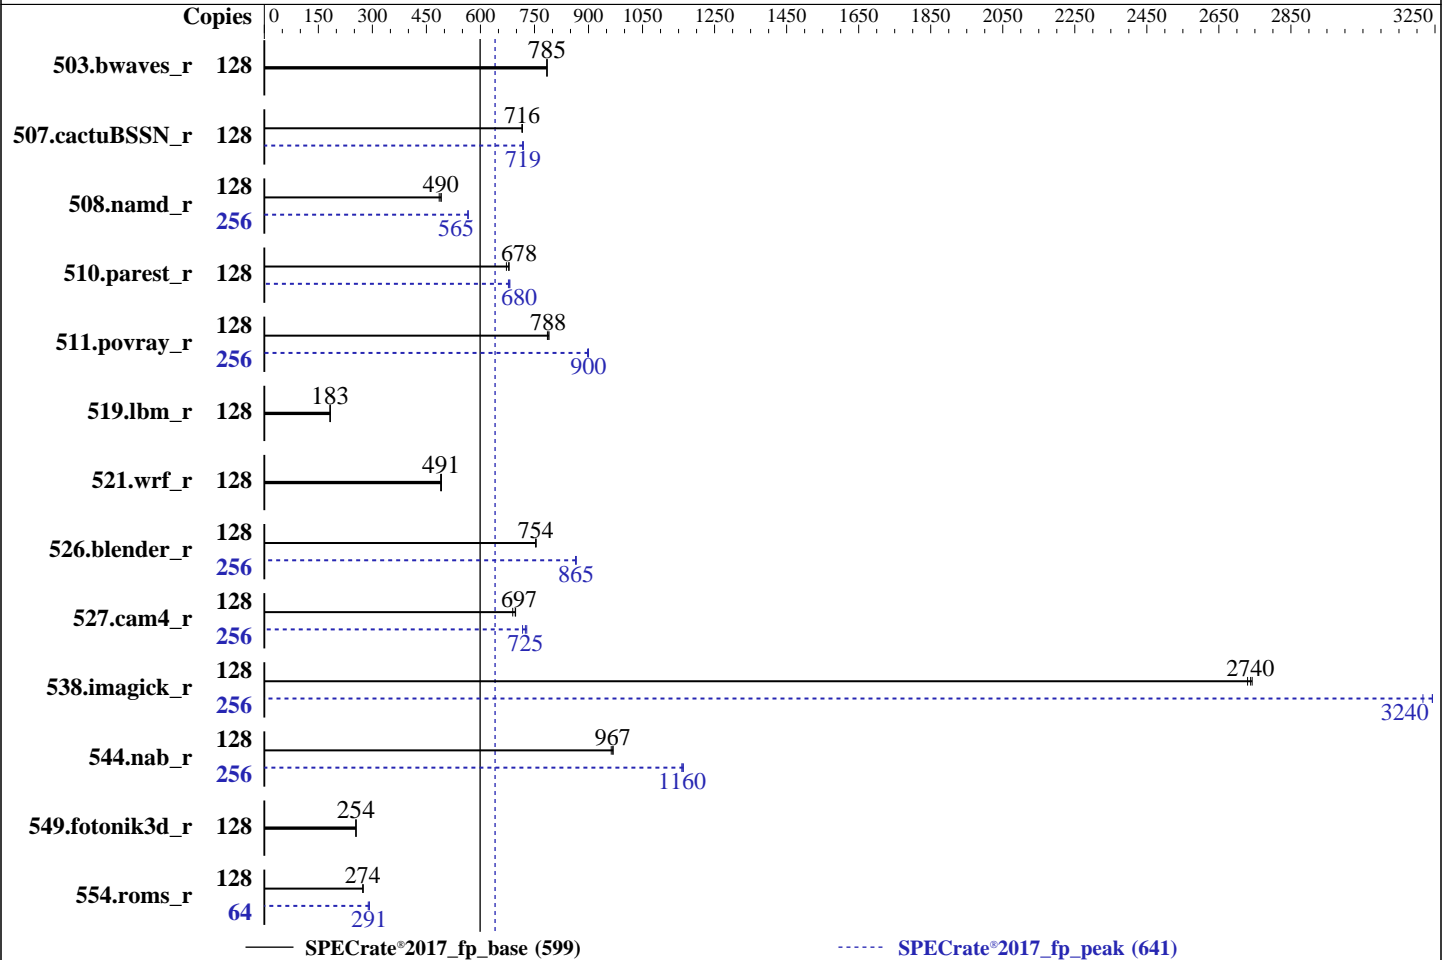 Copies 0 150 300 450 600 750 900 1050 1250 1450 1650 1850 2050 2250 2450 2650 2850 3250
503.bwaves_r 128 785
507.cactuBSSN_r 128 716
719
508.namd_r 128 490
256 565
510.parest_r 128 678
680
511.povray_r 128 788
256 900
519.lbm_r 128 183
521.wrf_r 128 491
526.blender_r 128 754
256 865
527.cam4_r 128 697
256 725
538.imagick_r 128 2740
256 3240
544.nab_r 128 967
256 1160
549.fotonik3d_r 128 254
554.roms_r 128 274
64 291
SPECrate®2017_fp_base (599) SPECrate®2017_fp_peak (641)